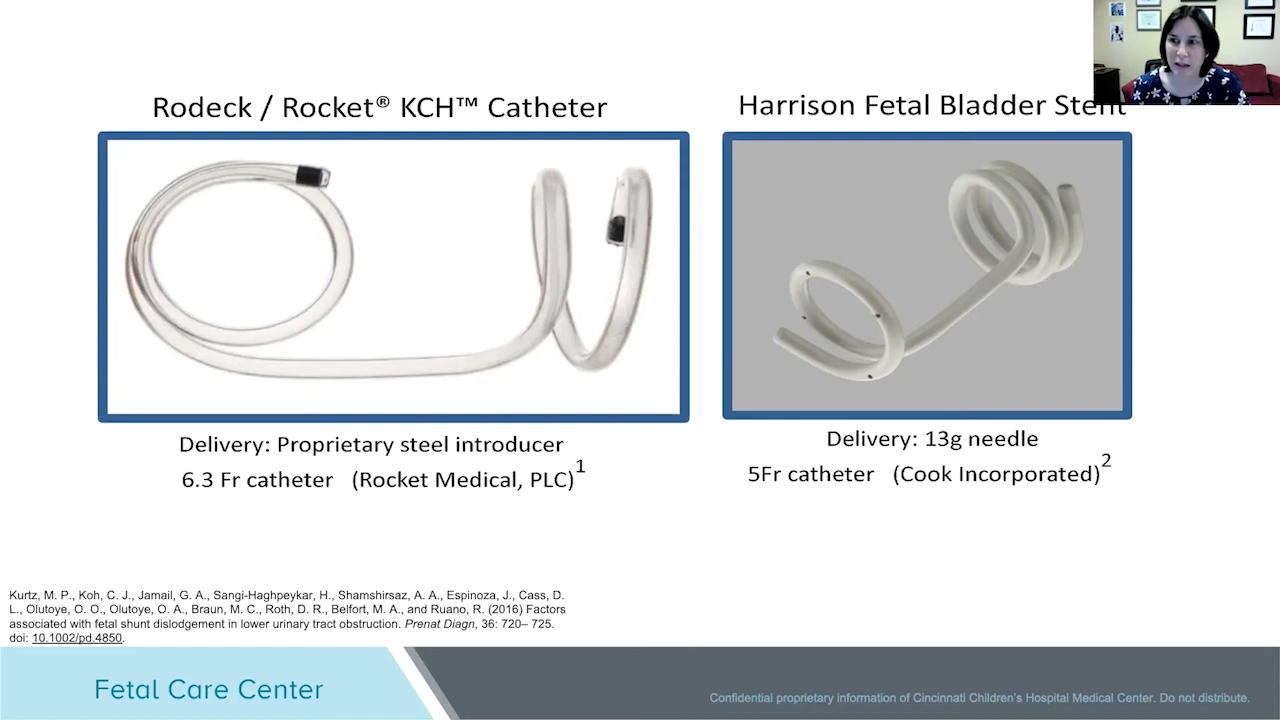 Rodeck / Rocket® KCH™ Catheter
Harrison Fetal Bladder Stent
Delivery: Proprietary steel introducer
6.3 Fr catheter (Rocket Medical, PLC)1
Delivery: 13g needle
5Fr catheter (Cook Incorporated)2
Kurtz, M. P., Koh, C. J., Jamail, G. A., Sangi-Haghpeykar, H., Shamshirsaz, A. A., Espinoza, J., Cass, D.
L., Olutoye, O. O., Olutoye, O. A., Braun, M. C., Roth, D. R., Belfort, M. A., and Ruano, R. (2016) Factors
associated with fetal shunt dislodgement in lower urinary tract obstruction. Prenat Diagn, 36: 720– 725.
doi: 10.1002/pd.4850.
Fetal Care Center
Confidential proprietary information of Cincinnati Children's Hospital Medical Center. Do not distribute.